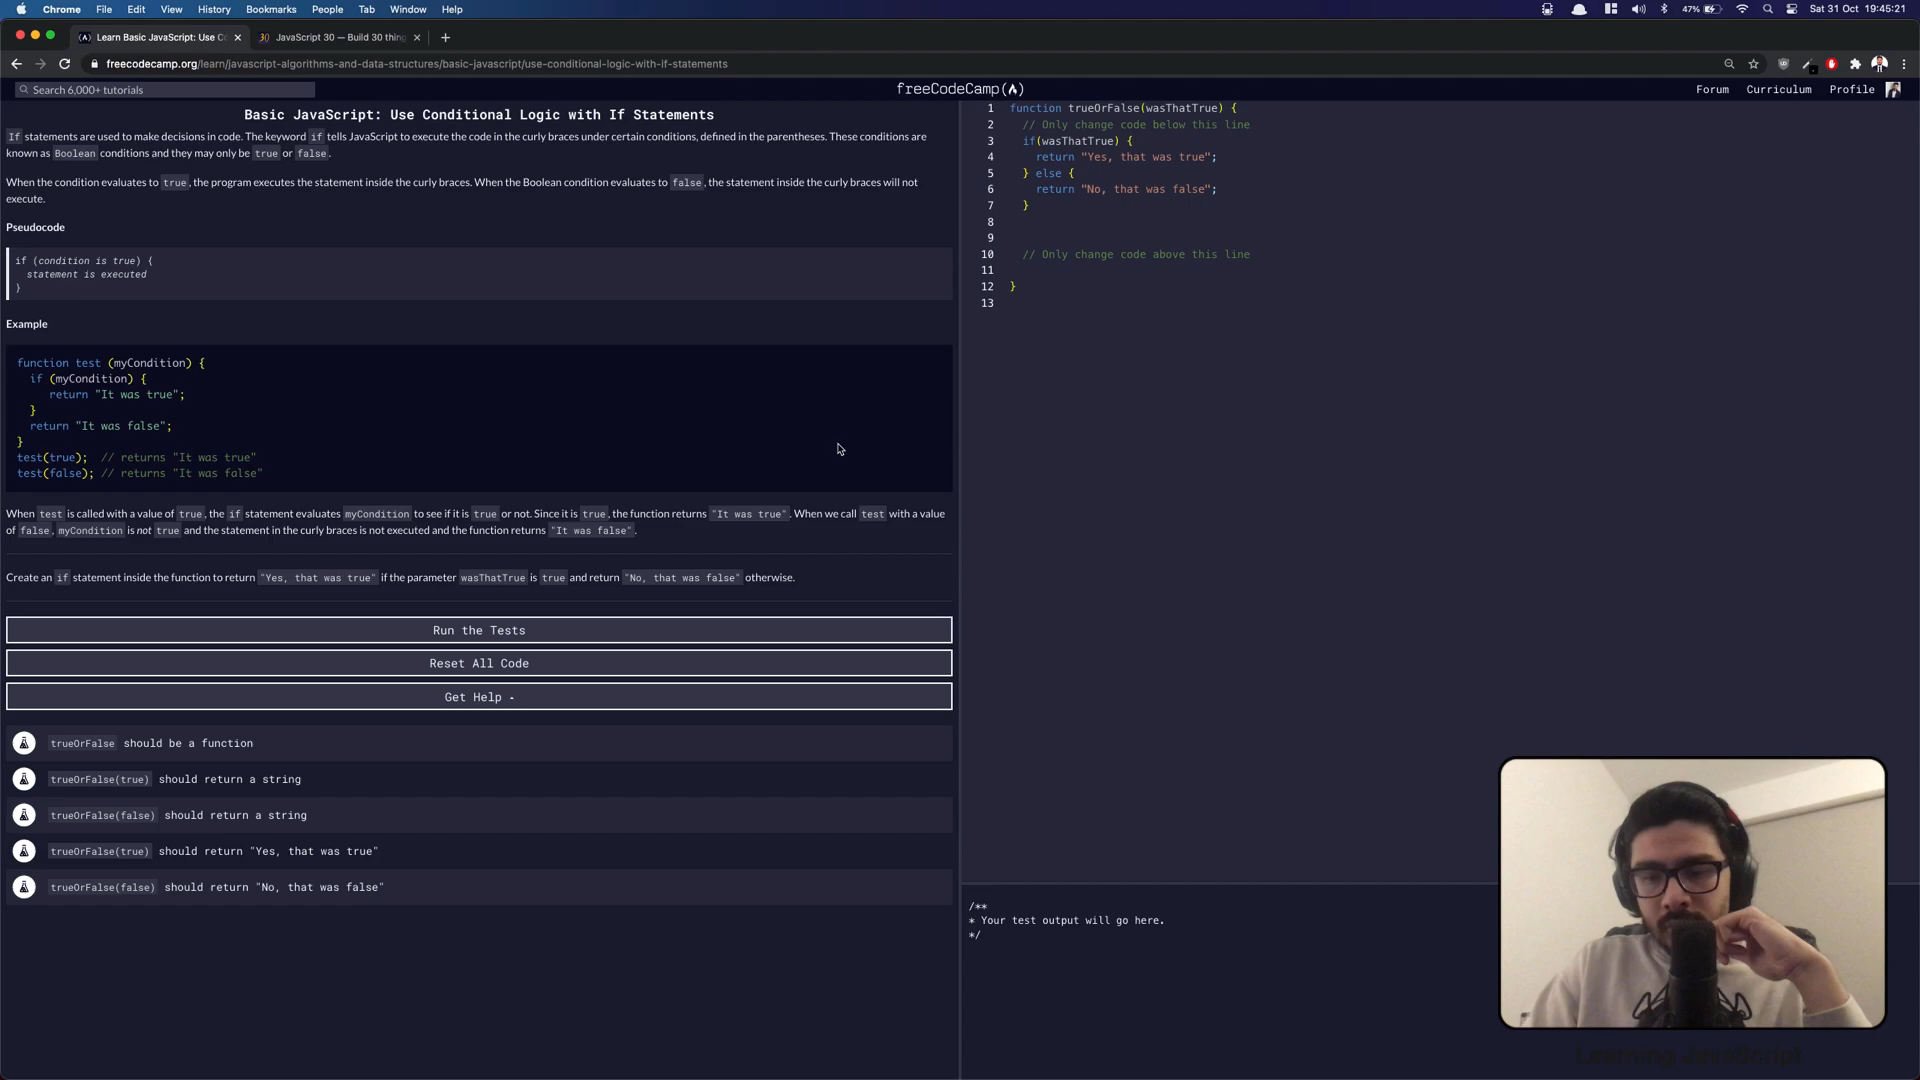 Chrome File Edit View History Bookmarks People Tab Window Help
47% Sat 31 Oct 19:45:21
Learn Basic JavaScript: Use Co
JavaScript 30 — Build 30 thing
freecodecamp.org/learn/javascript-algorithms-and-data-structures/basic-javascript/use-conditional-logic-with-if-statements
Search 6,000+ tutorials
freeCodeCamp
Forum Curriculum Profile
Basic JavaScript: Use Conditional Logic with If Statements
If statements are used to make decisions in code. The keyword if tells JavaScript to execute the code in the curly braces under certain conditions, defined in the parentheses. These conditions are
known as Boolean conditions and they may only be true or false.
When the condition evaluates to true, the program executes the statement inside the curly braces. When the Boolean condition evaluates to false, the statement inside the curly braces will not
execute.
Pseudocode
if (condition is true) {
statement is executed
}
Example
function test (myCondition) {
if (myCondition) {
return "It was true";
}
return "It was false";
}
test(true); // returns "It was true"
test(false); // returns "It was false"
When test is called with a value of true, the if statement evaluates myCondition to see if it is true or not. Since it is true, the function returns "It was true". When we call test with a value
of false, myCondition is not true and the statement in the curly braces is not executed and the function returns "It was false".
Create an if statement inside the function to return "Yes, that was true" if the parameter wasThatTrue is true and return "No, that was false" otherwise.
Run the Tests
Reset All Code
Get Help -
trueOrFalse should be a function
trueOrFalse(true) should return a string
trueOrFalse(false) should return a string
trueOrFalse(true) should return "Yes, that was true"
trueOrFalse(false) should return "No, that was false"
1 function trueOrFalse(wasThatTrue) {
2 // Only change code below this line
3 if(wasThatTrue) {
4 return "Yes, that was true";
5 } else {
6 return "No, that was false";
7 }
8
9
10 // Only change code above this line
11
12 }
13
/**
* Your test output will go here.
*/
Learning JavaScript